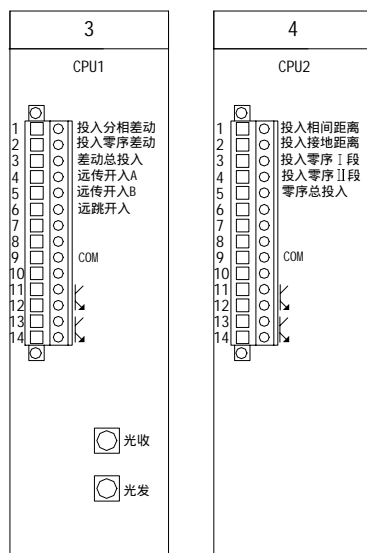 3
CPU1
1 投入分相差动
2 投入零序差动
3 差动总投入
4 远传开入A
5 远传开入B
6 远跳开入
7
8
9 COM
10
11
12
13
14
光收
光发
4
CPU2
1 投入相间距离
2 投入接地距离
3 投入零序Ⅰ段
4 投入零序Ⅱ段
5 零序总投入
6
7
8
9 COM
10
11
12
13
14